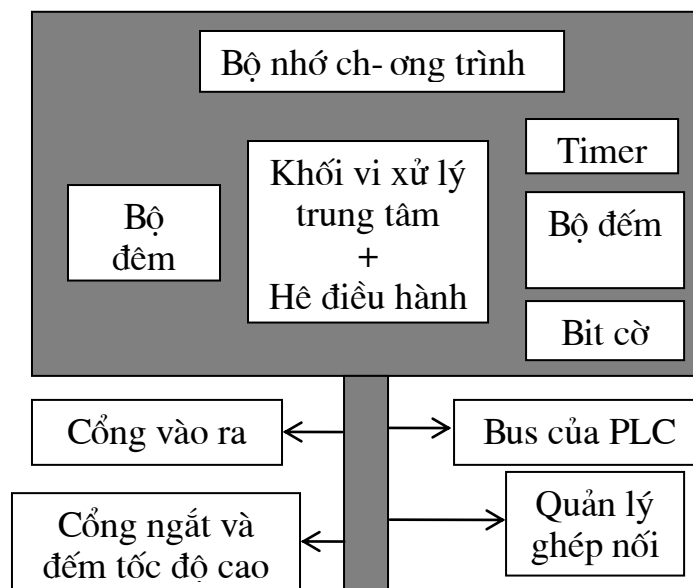 Bộ nhớ ch- ơng trình
Khối vi xử lý
trung tâm
+
Hê điều hành
Bộ
đêm
Timer
Bộ đếm
Bit cờ
Cổng vào ra
Bus của PLC
Cổng ngắt và
đếm tốc độ cao
Quản lý
ghép nối